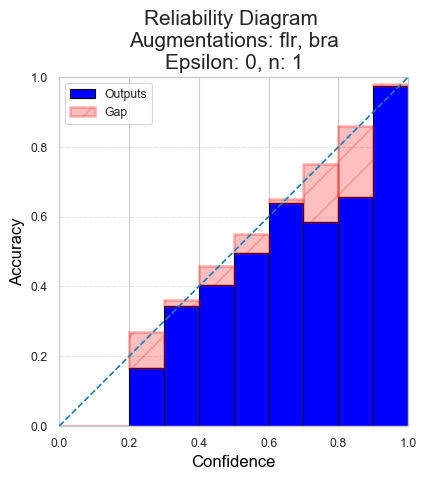 Reliability Diagram
Augmentations: flr, bra
Epsilon: 0, n: 1
Outputs
Gap
Accuracy
1.0
0.8
0.6
0.4
0.2
0.0
0.0 0.2 0.4 0.6 0.8 1.0
Confidence